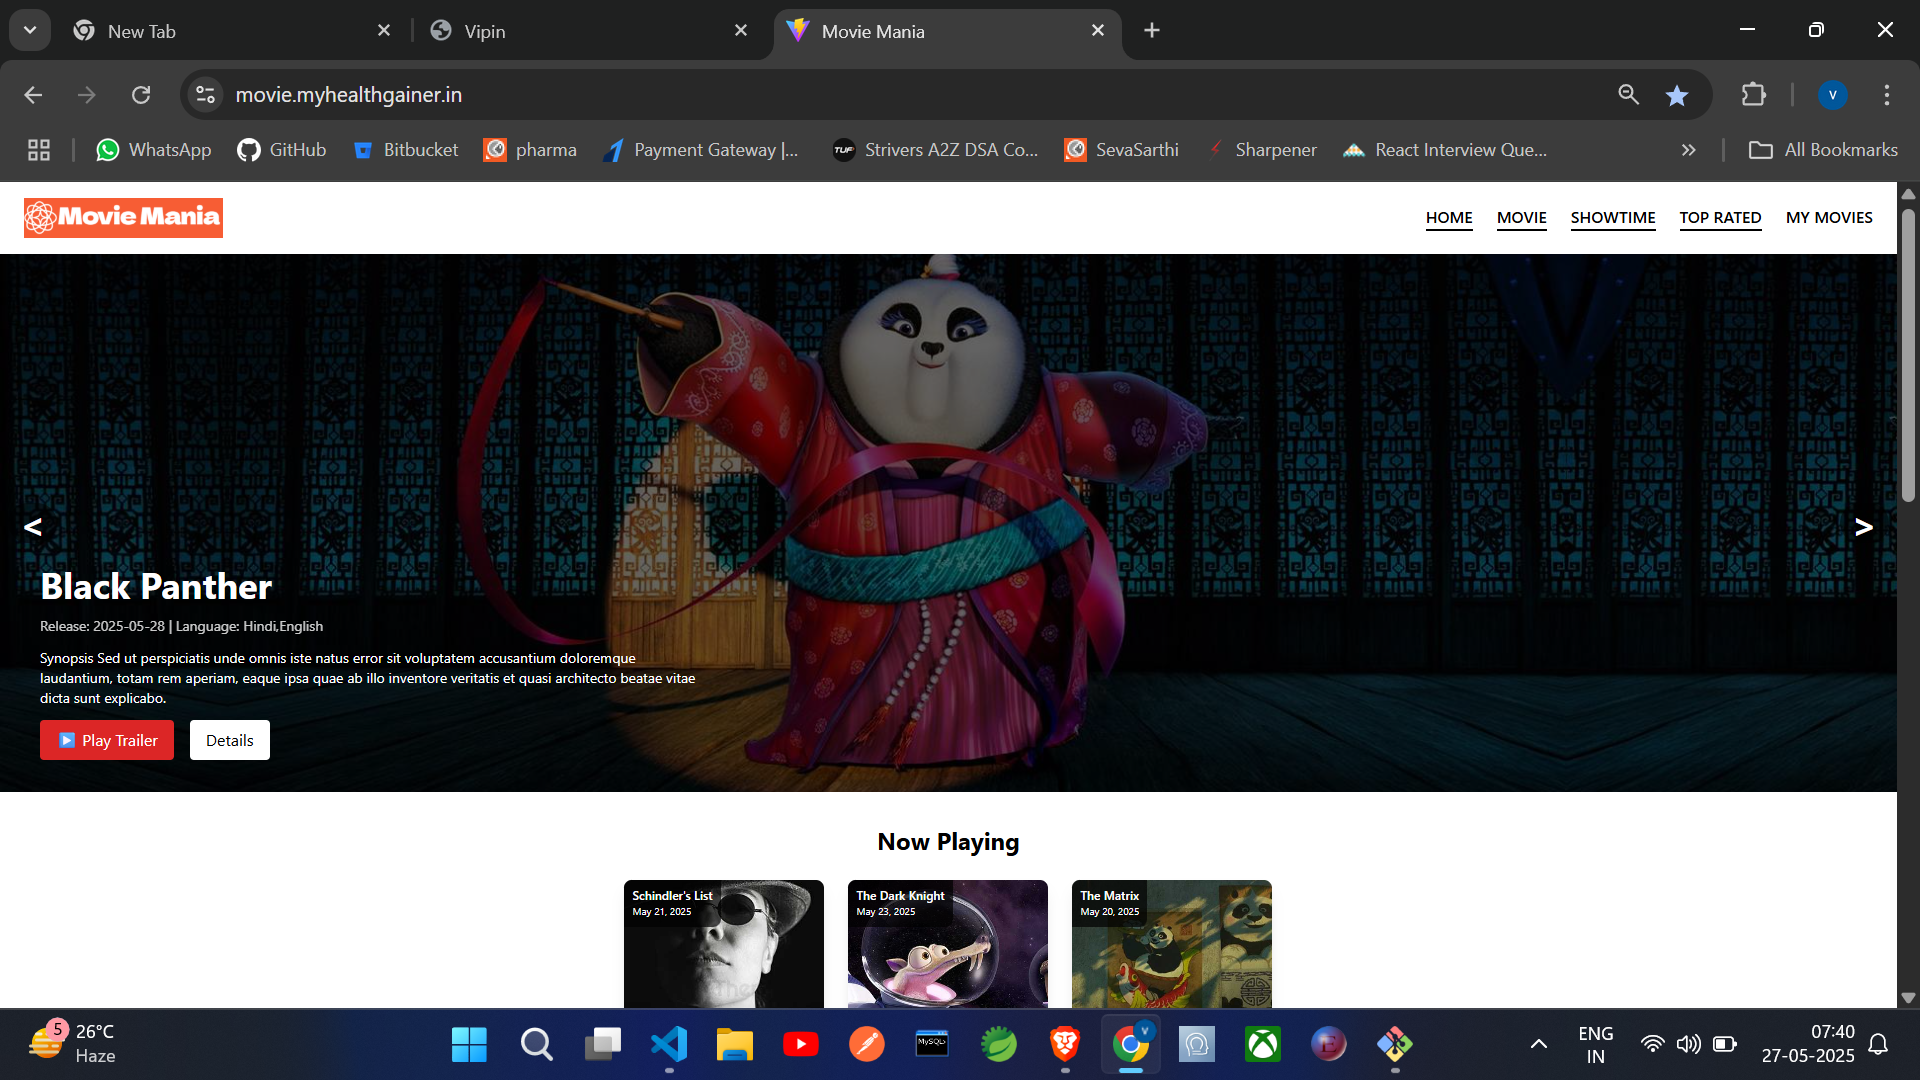 New Tab
Vipin
Movie Mania
movie.myhealthgainer.in
V
WhatsApp
GitHub
Bitbucket
pharma
Payment Gateway |...
TUF
Strivers A2Z DSA Co...
SevaSarthi
Sharpener
React Interview Que...
All Bookmarks
Movie Mania
HOME
MOVIE
SHOWTIME
TOP RATED
MY MOVIES
<
>
Black Panther
Release: 2025-05-28 | Language: Hindi,English
Synopsis Sed ut perspiciatis unde omnis iste natus error sit voluptatem accusantium doloremque
laudantium, totam rem aperiam, eaque ipsa quae ab illo inventore veritatis et quasi architecto beatae vitae
dicta sunt explicabo.
Play Trailer
Details
Now Playing
Schindler's List
May 21, 2025
The Dark Knight
May 23, 2025
The Matrix
May 20, 2025
5
26°C
Haze
MySQL
V
E
ENG
IN
07:40
27-05-2025